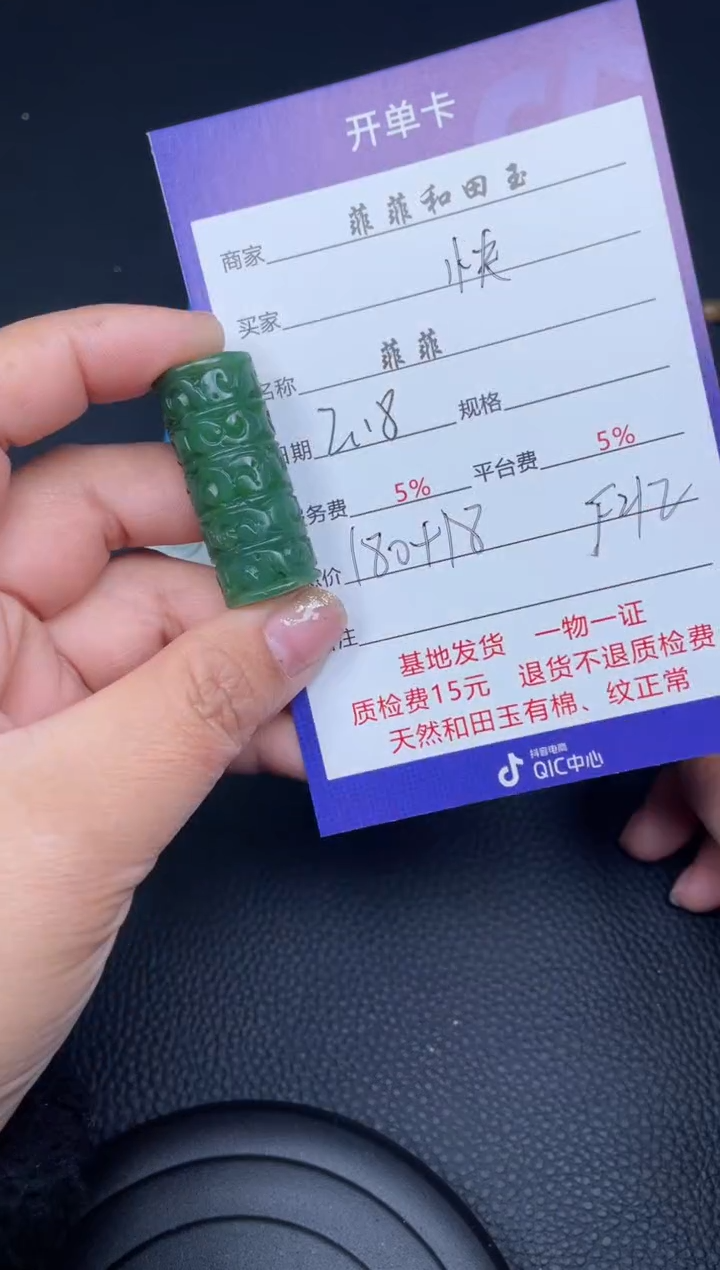 开单卡
商家 菲菲和田玉
买家
名称 菲菲
日期 2.8 规格
务费 5% 平台费 5%
价 180+18
注
基地发货 一物一证
质检费15元 退货不退质检费
天然和田玉有棉、纹正常
抖音电商
QIC中心